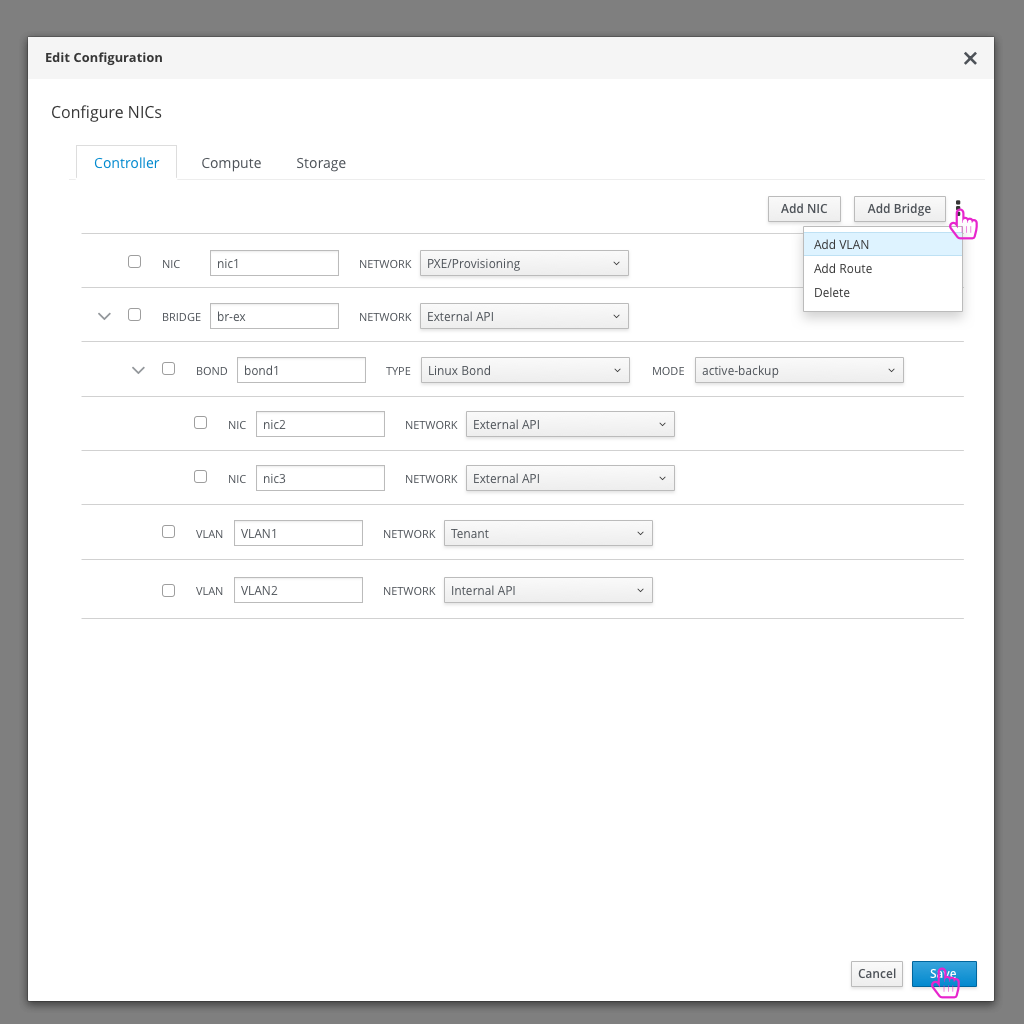 Edit Configuration
Configure NICs
Controller Compute Storage
Add NIC Add Bridge
Add VLAN
Add Route
Delete
NIC nic1 NETWORK PXE/Provisioning
BRIDGE br-ex NETWORK External API
BOND bond1 TYPE Linux Bond MODE active-backup
NIC nic2 NETWORK External API
NIC nic3 NETWORK External API
VLAN VLAN1 NETWORK Tenant
VLAN VLAN2 NETWORK Internal API
Cancel Save